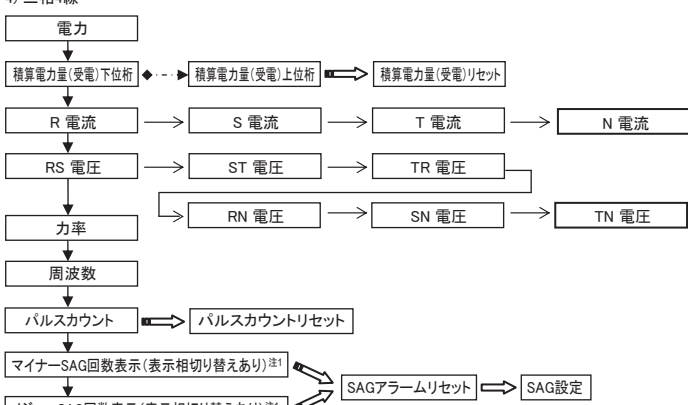 電力
積算電力量(受電)下位桁
積算電力量(受電)上位桁
積算電力量(受電)リセット
R 電流
S 電流
T 電流
N 電流
RS 電圧
ST 電圧
TR 電圧
RN 電圧
SN 電圧
TN 電圧
力率
周波数
パルスカウント
パルスカウントリセット
マイナーSAG回数表示(表示相切り替えあり)注1
SAGアラームリセット
SAG設定